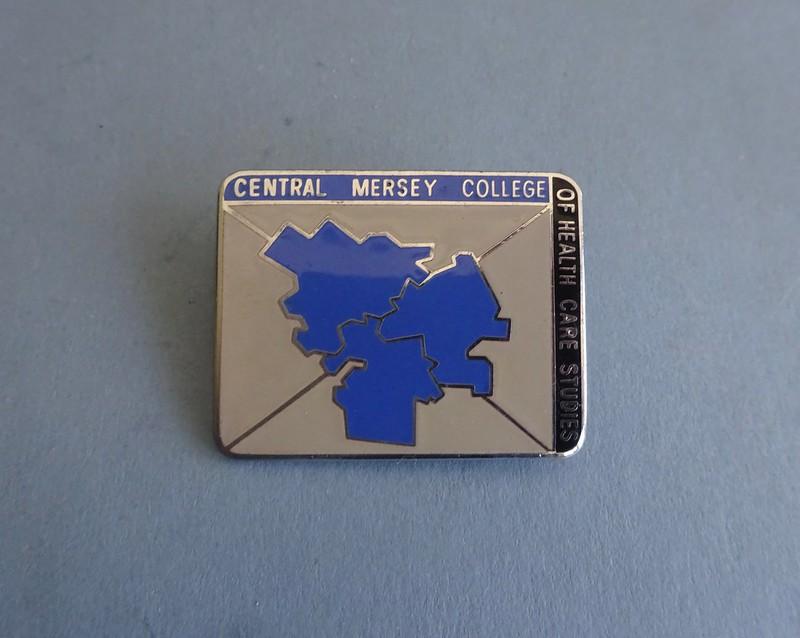 CENTRAL MERSEY COLLEGE
OF HEALTH CARE STUDIES